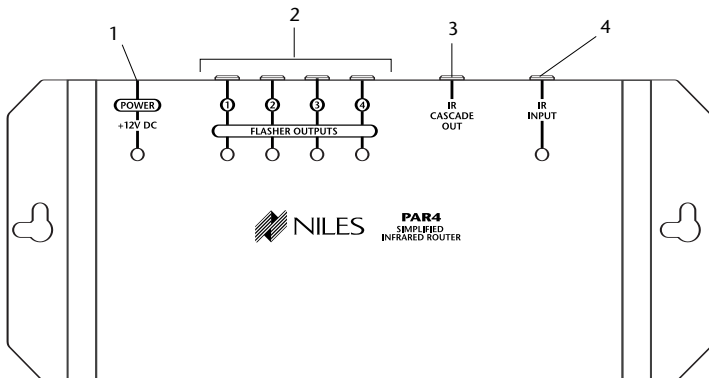 1
2
3
4
POWER
+12V DC
1 2 3 4
FLASHER OUTPUTS
IR
CASCADE
OUT
IR
INPUT
NILES
PAR4
SIMPLIFIED
INFRARED ROUTER